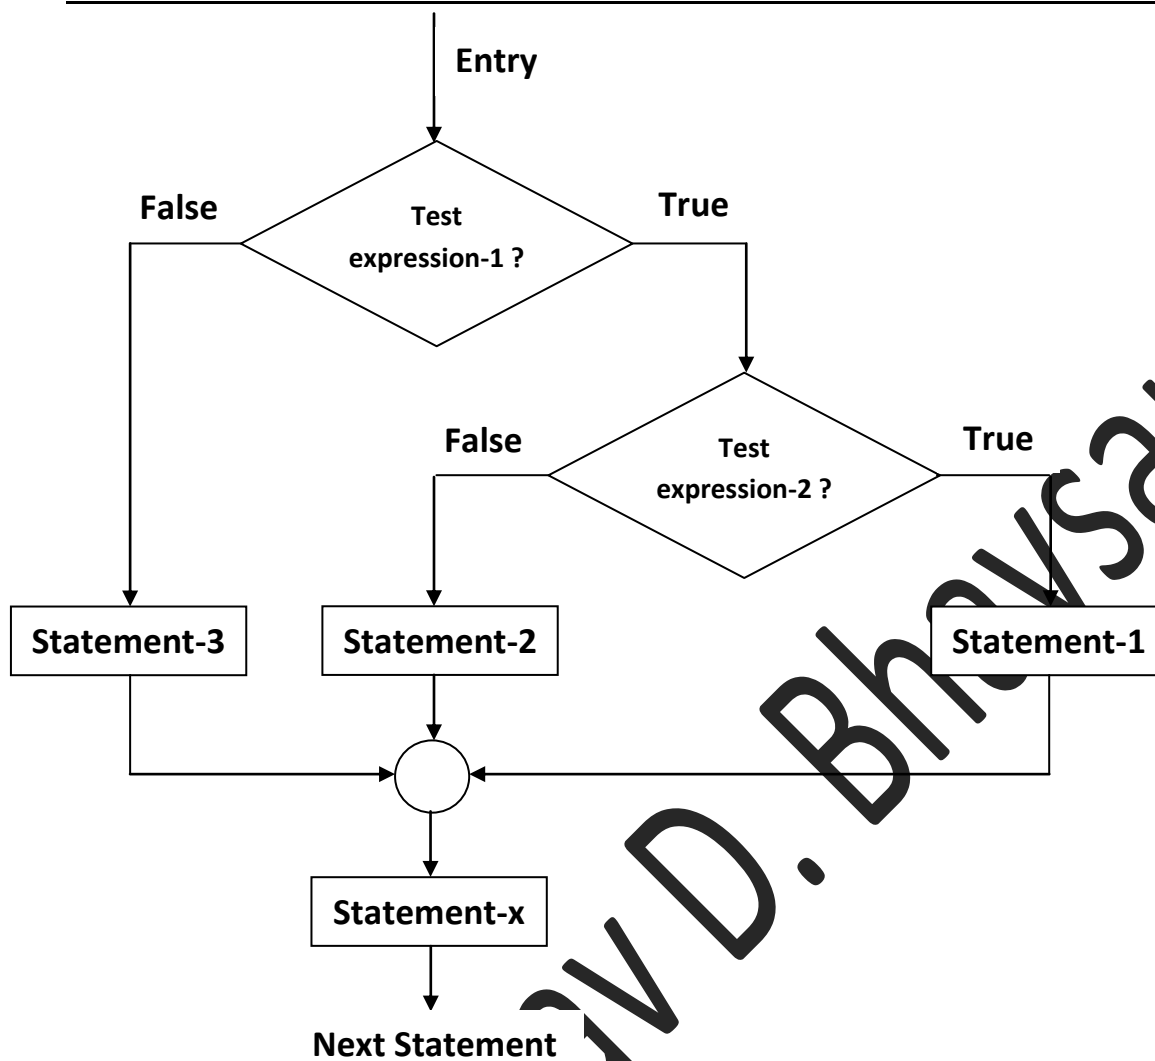 Entry
False
True
Test
expression-1 ?
False
True
Test
expression-2 ?
Statement-3
Statement-2
Statement-1
Statement-x
Next Statement
D. Bhavsa